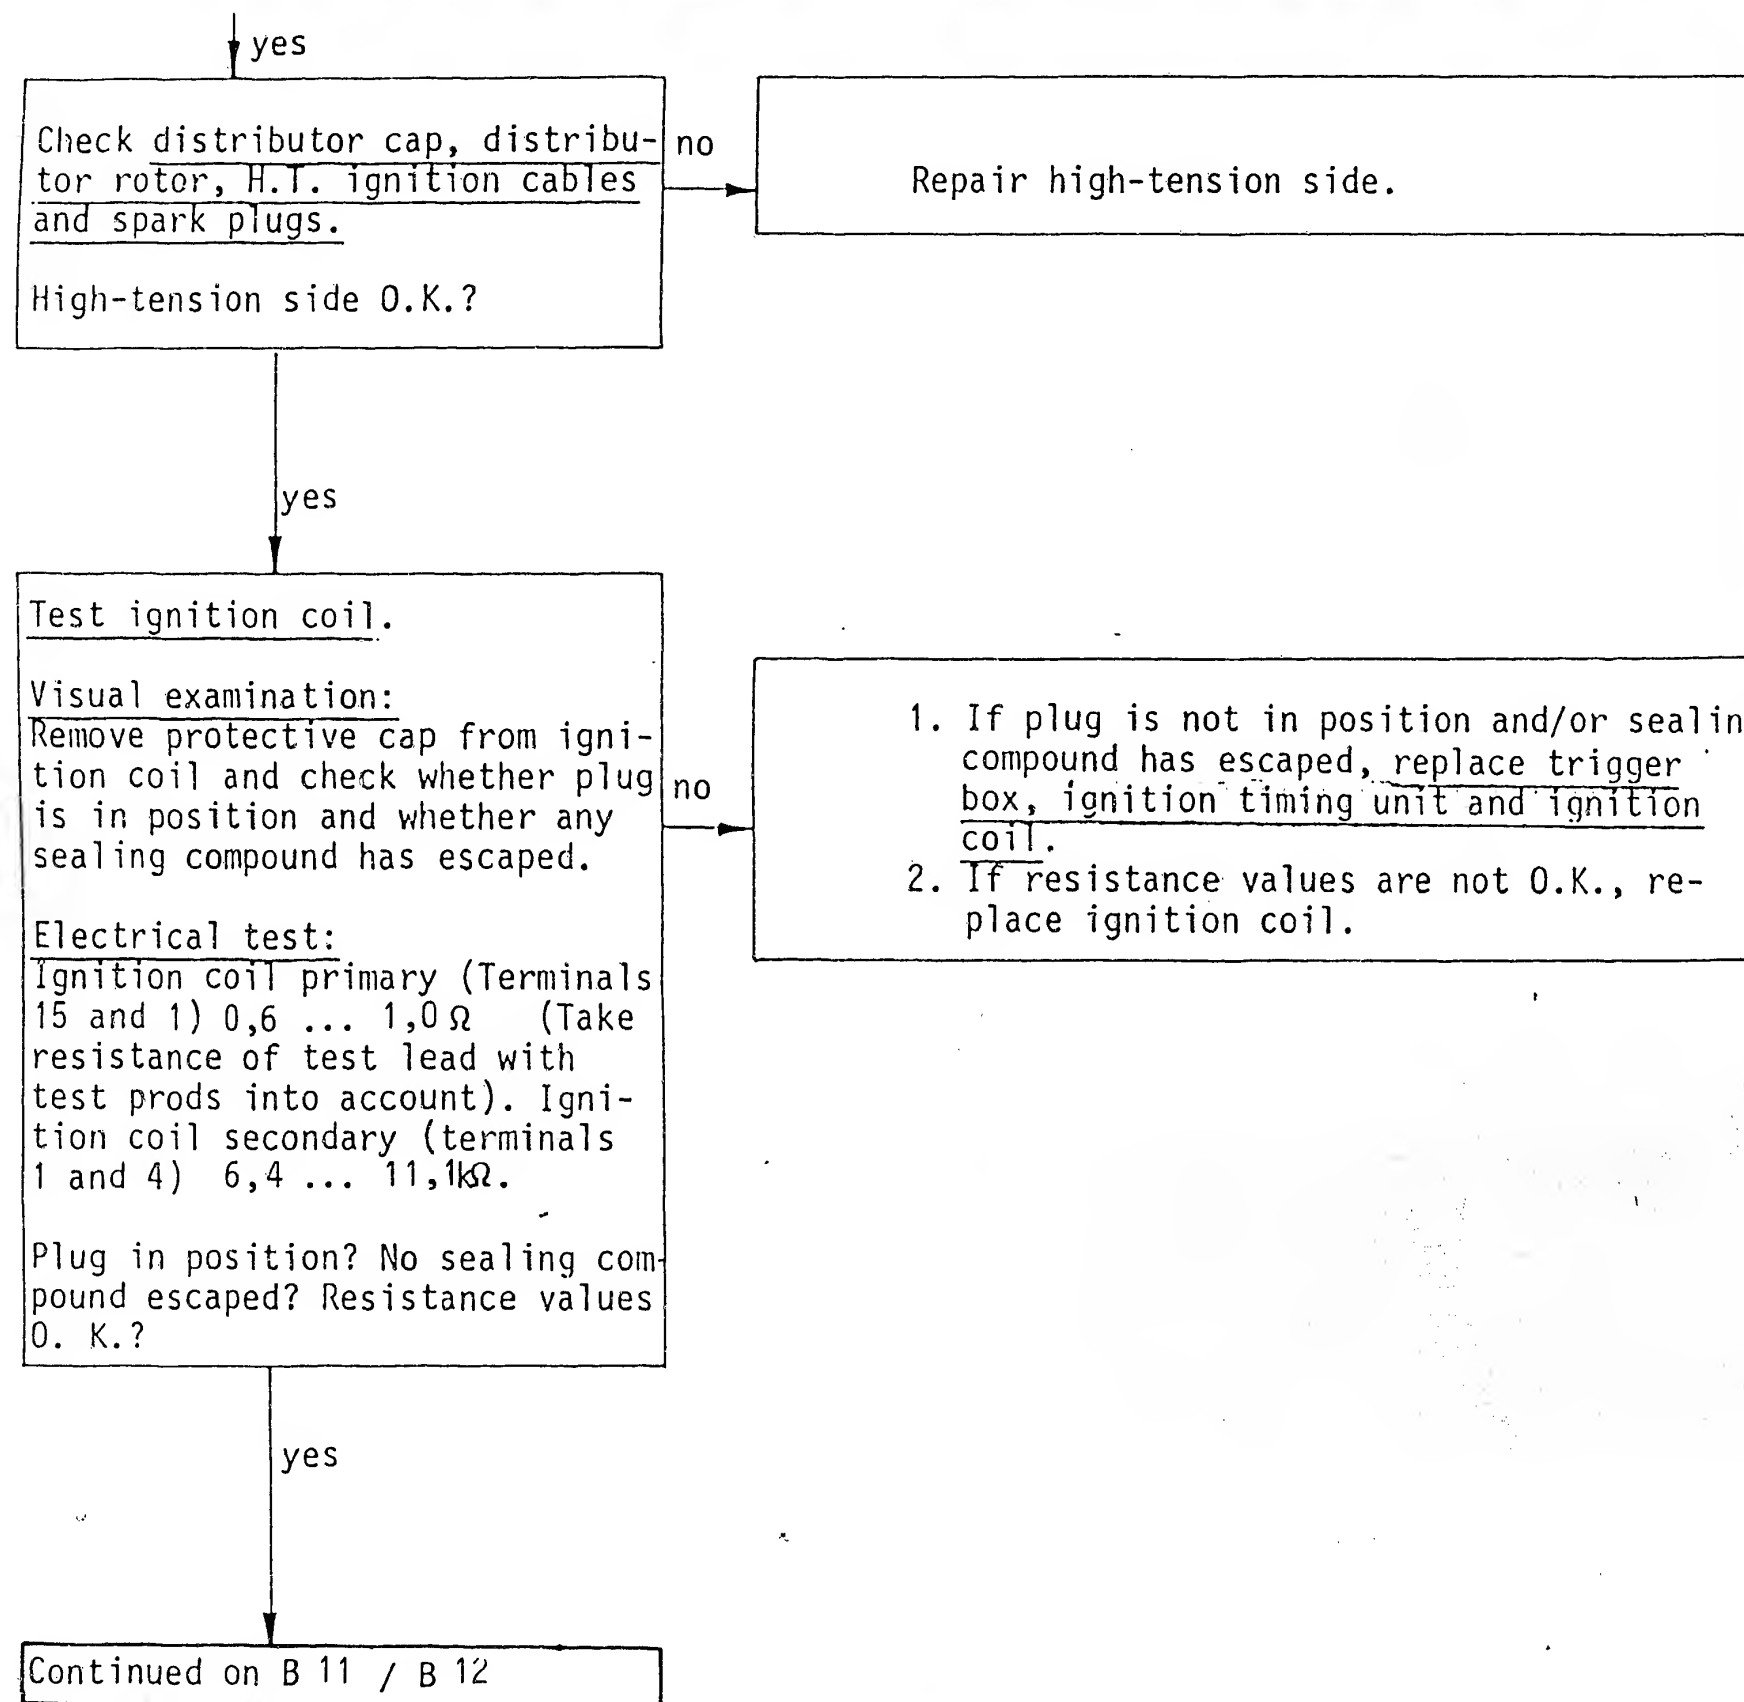 yes
Check distributor cap, distribu-
tor rotor, H.T. ignition cables
and spark plugs.
High-tension side O.K.?
no
Repair high-tension side.
yes
Test ignition coil.
Visual examination:
Remove protective cap from igni-
tion coil and check whether plug
is in position and whether any
sealing compound has escaped.
Electrical test:
Ignition coil primary (Terminals
15 and 1) 0,6 ... 1,0 Ω (Take
resistance of test lead with
test prods into account). Igni-
tion coil secondary (terminals
1 and 4) 6,4 ... 11,1kΩ.
Plug in position? No sealing com-
pound escaped? Resistance values
O. K.?
no
1. If plug is not in position and/or sealin
compound has escaped, replace trigger
box, ignition timing unit and ignition
coil.
2. If resistance values are not O.K., re-
place ignition coil.
yes
Continued on B 11 / B 12